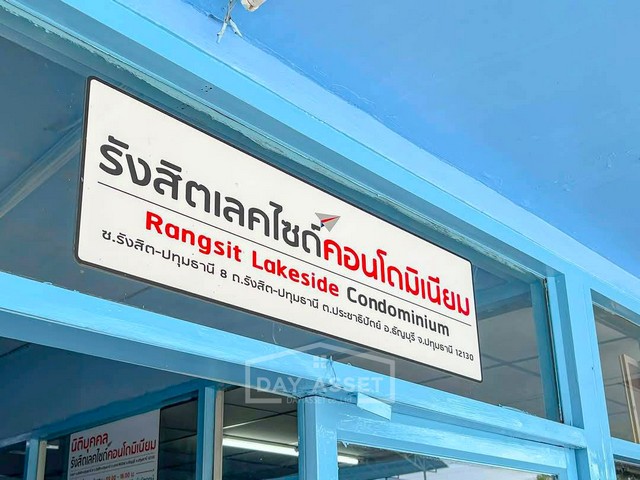 รังสิตเลคไซด์คอนโดมิเนียม
Rangsit Lakeside Condominium
ซ.รังสิต-ปทุมธานี 8 ถ.รังสิต-ปทุมธานี ต.ประชาธิปัตย์ อ.ธัญบุรี จ.ปทุมธานี 12130
DAY ASSET
นิติบุคคล
รังสิตเลคไซด์คอนโดมิเนียม